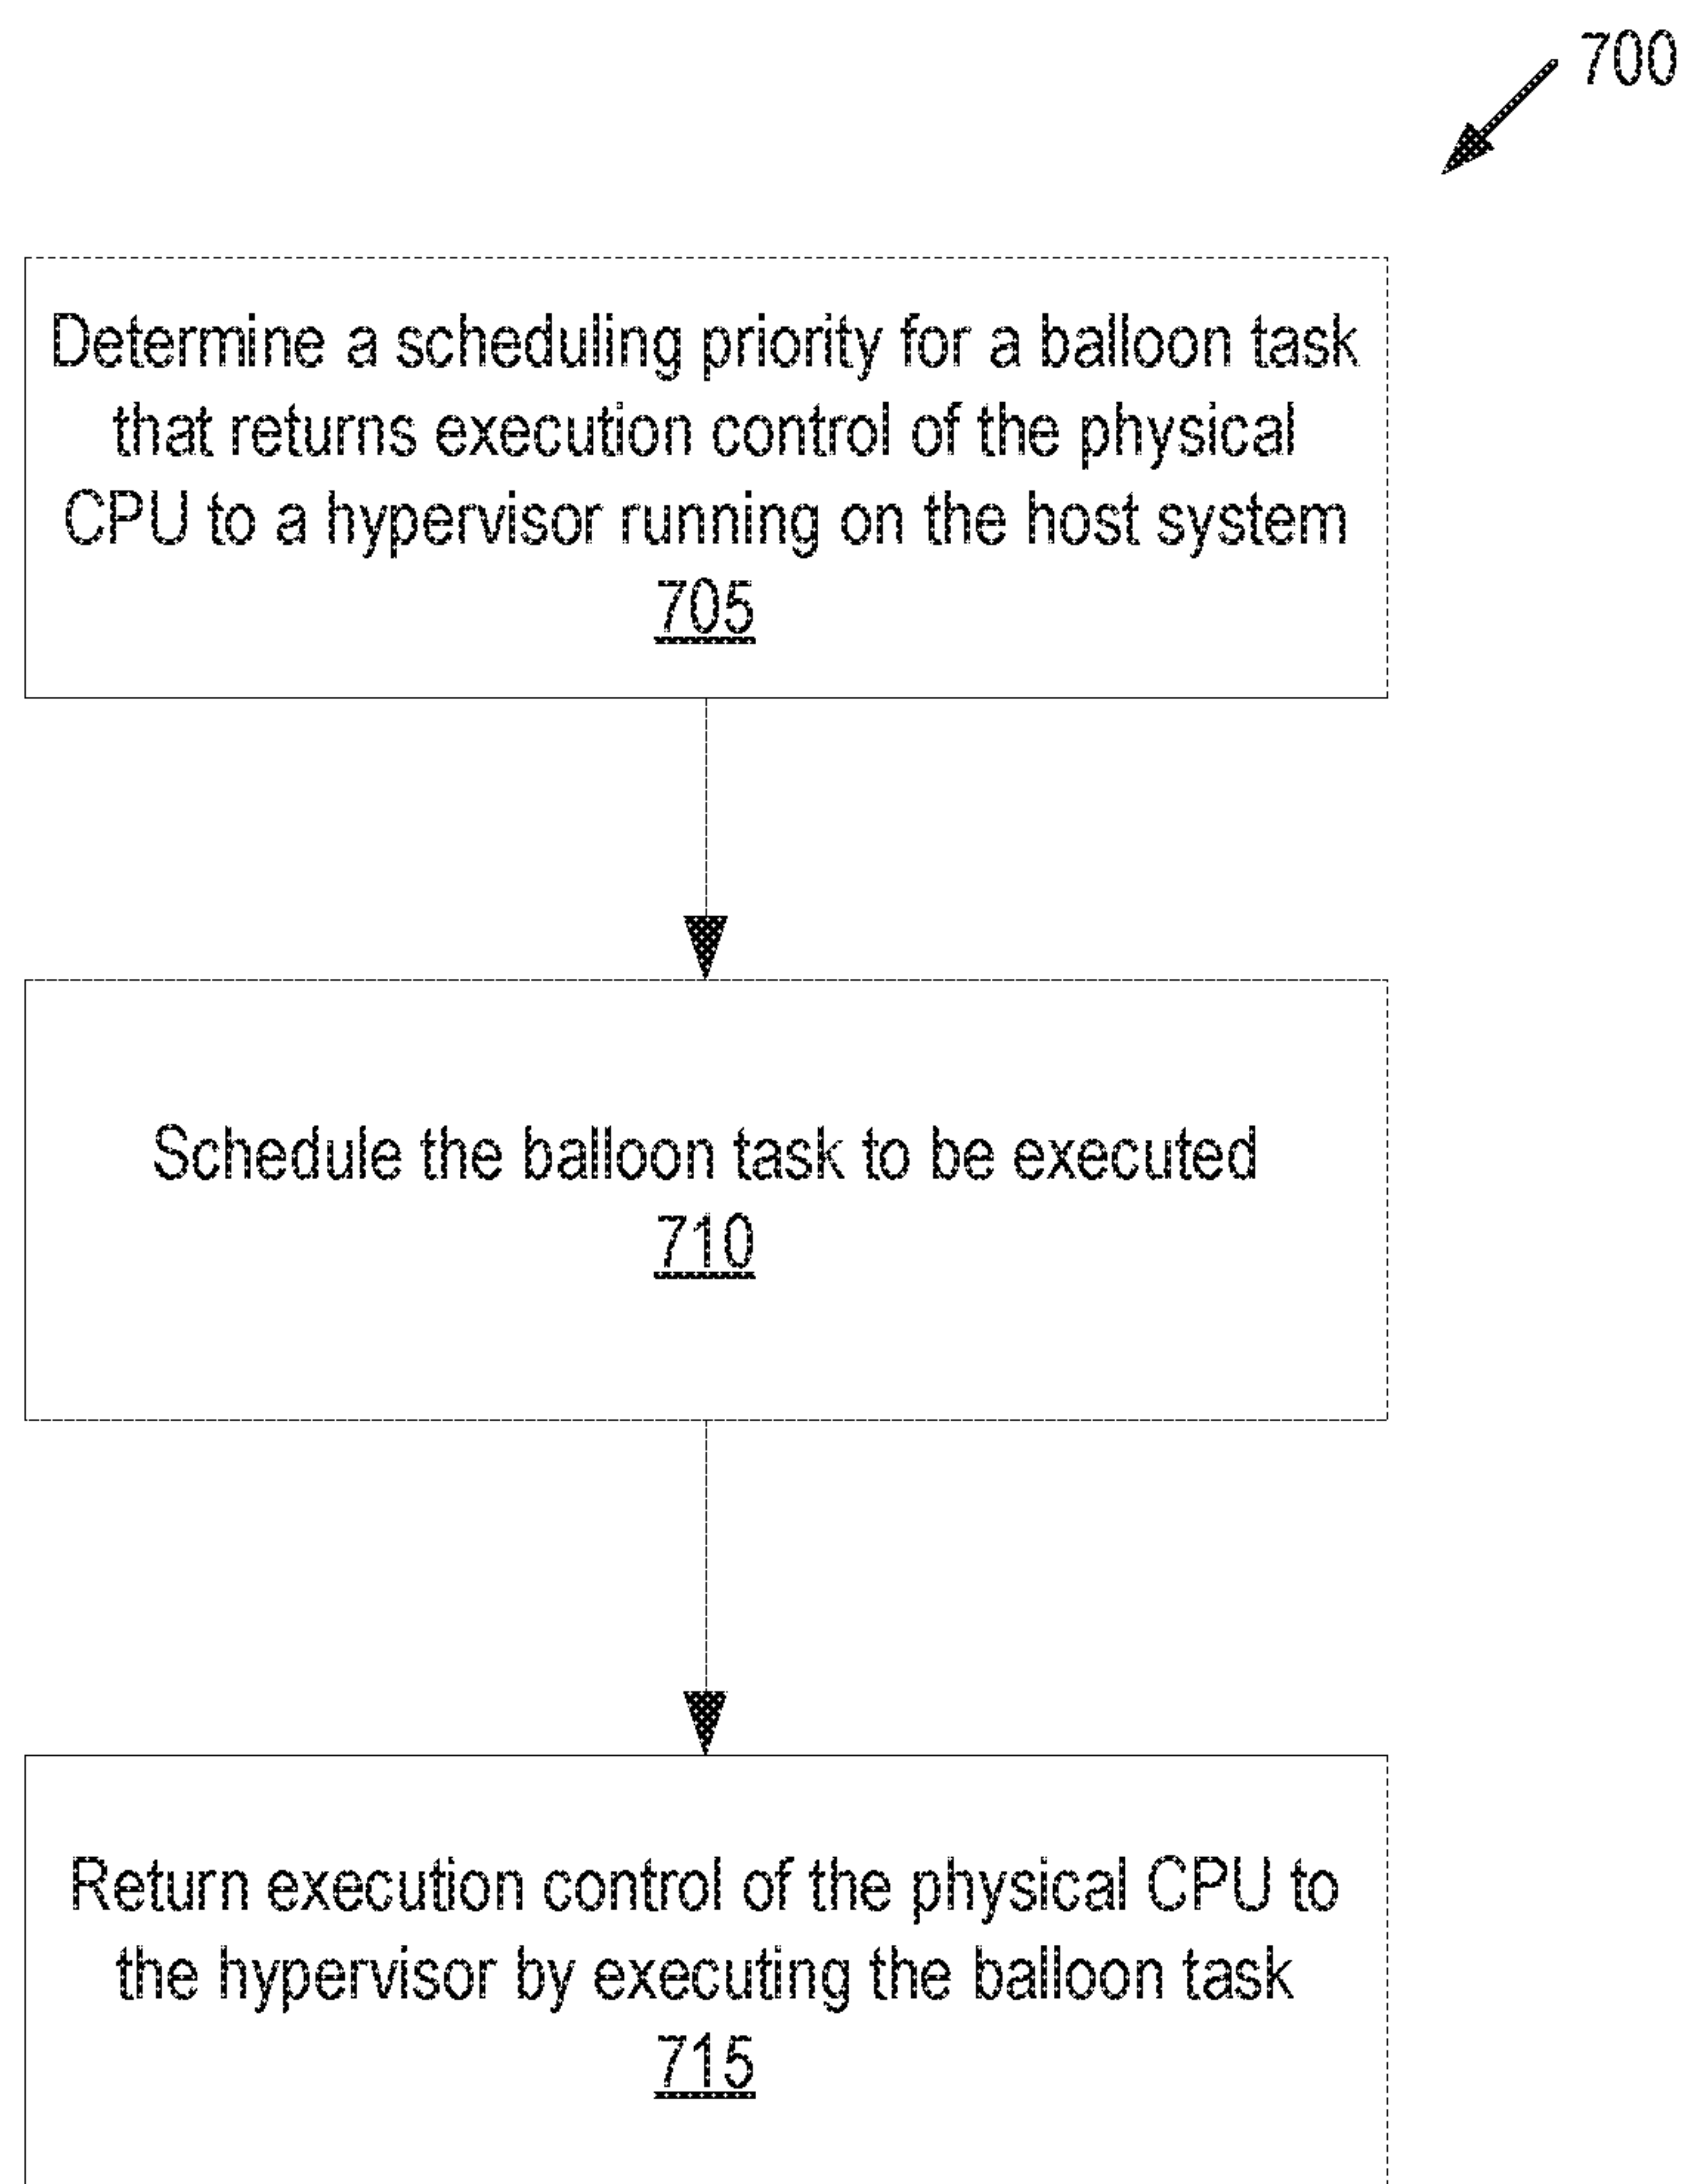 700
Determine a scheduling priority for a balloon task
that returns execution control of the physical
CPU to a hypervisor running on the host system
705
Schedule the balloon task to be executed
710
Return execution control of the physical CPU to
the hypervisor by executing the balloon task
715